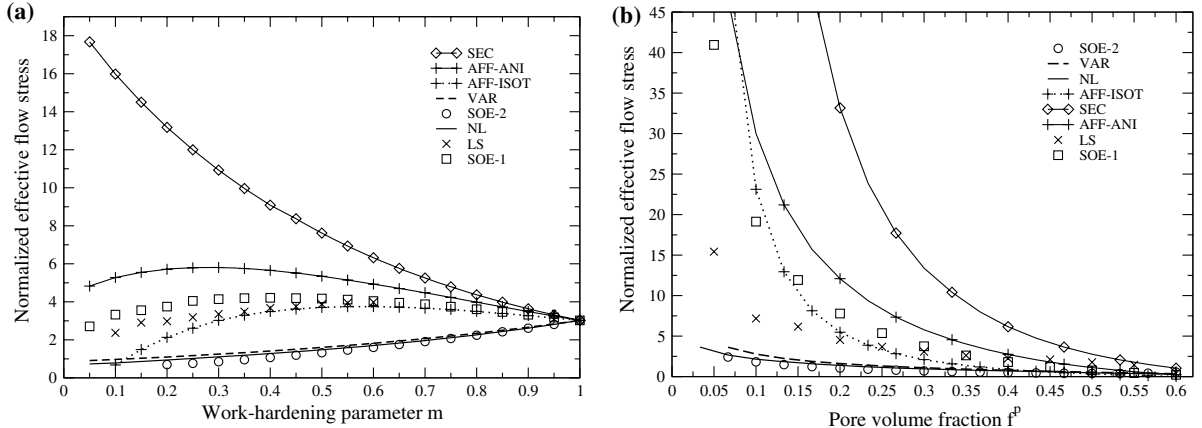 (a)
18
16
14
12
10
8
6
4
2
0
0 0.1 0.2 0.3 0.4 0.5 0.6 0.7 0.8 0.9 1
Normalized effective flow stress
Work-hardening parameter m
SEC
AFF-ANI
AFF-ISOT
VAR
SOE-2
NL
LS
SOE-1
(b)
45
40
35
30
25
20
15
10
5
0
0 0.05 0.1 0.15 0.2 0.25 0.3 0.35 0.4 0.45 0.5 0.55 0.6
Normalized effective flow stress
Pore volume fraction f^p
SOE-2
VAR
NL
AFF-ISOT
SEC
AFF-ANI
LS
SOE-1